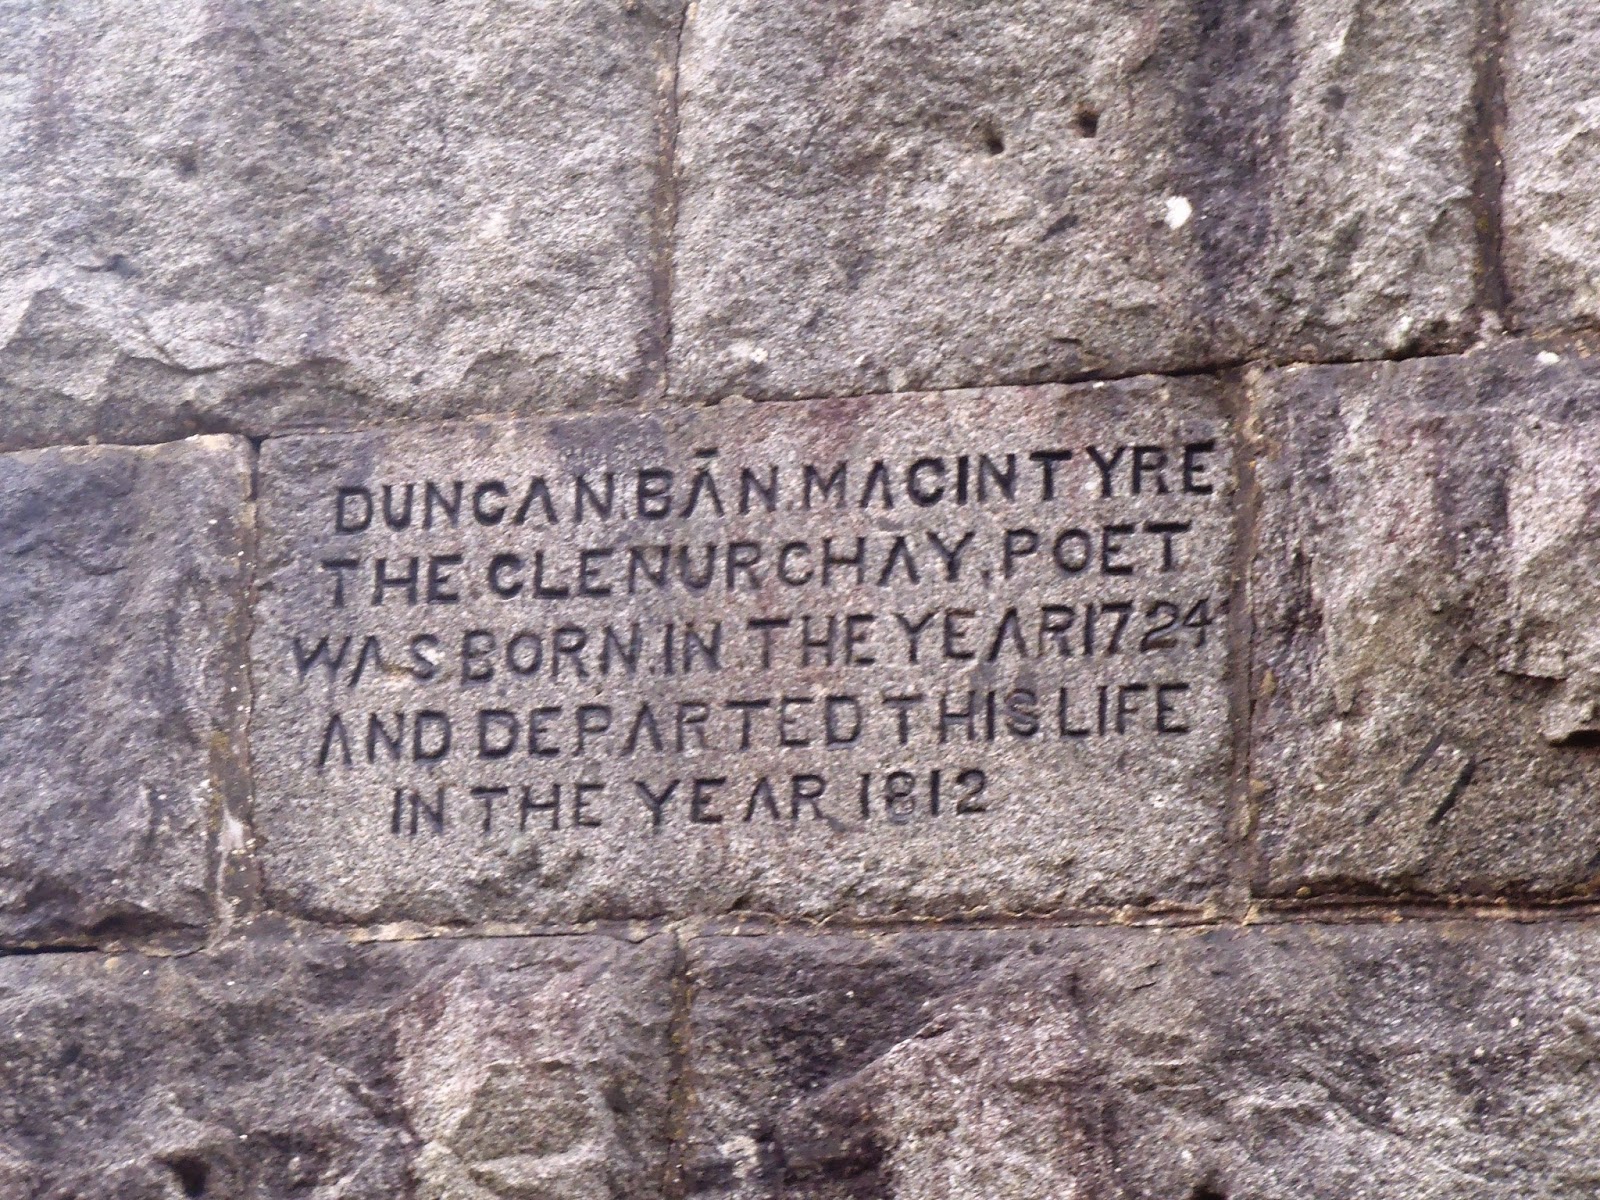 DUNCAN BĀN MACINTYRE
THE GLENURCHAY POET
WAS BORN IN THE YEAR 1724
AND DEPARTED THIS LIFE
IN THE YEAR 1812